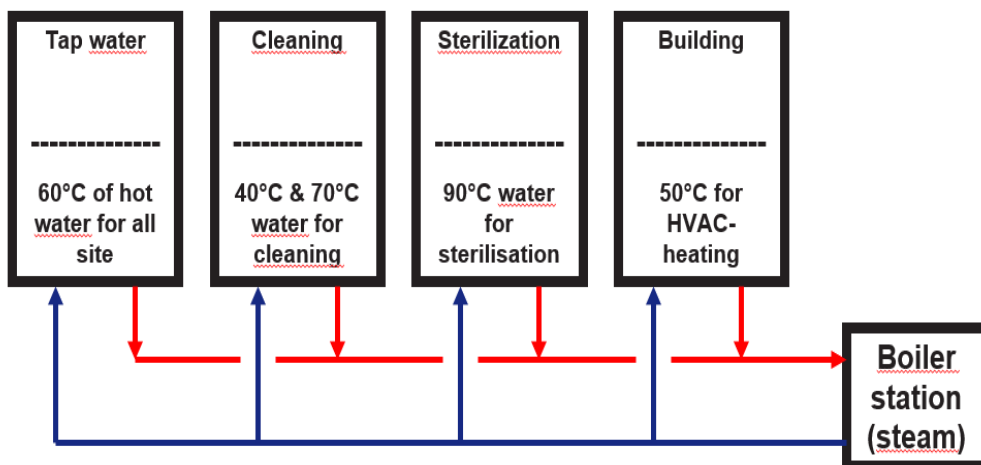 Tap water
------------
60°C of hot
water for all
site
Cleaning
------------
40°C & 70°C
water for
cleaning
Sterilization
------------
90°C water
for
sterilisation
Building
------------
50°C for
HVAC-
heating
Boiler
station
(steam)